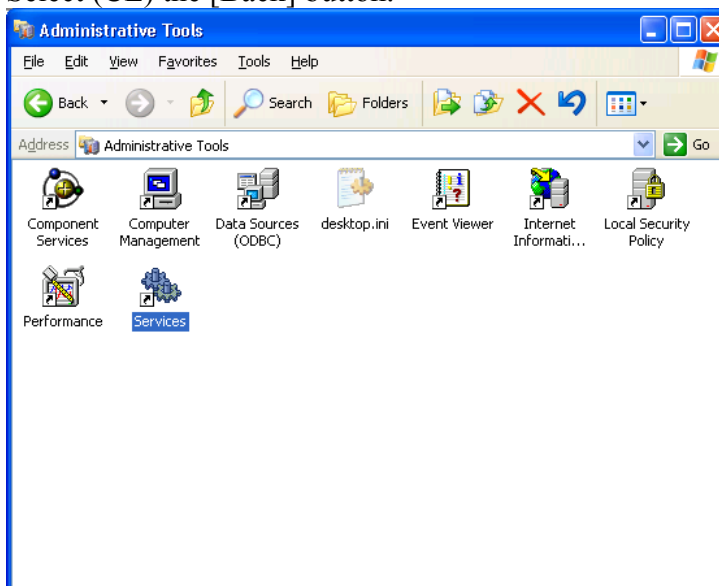 Select (CL) the [Back] button.
Administrative Tools
File Edit View Favorites Tools Help
Back Search Folders
Address Administrative Tools Go
Component Services
Computer Management
Data Sources (ODBC)
desktop.ini
Event Viewer
Internet Informati...
Local Security Policy
Performance
Services